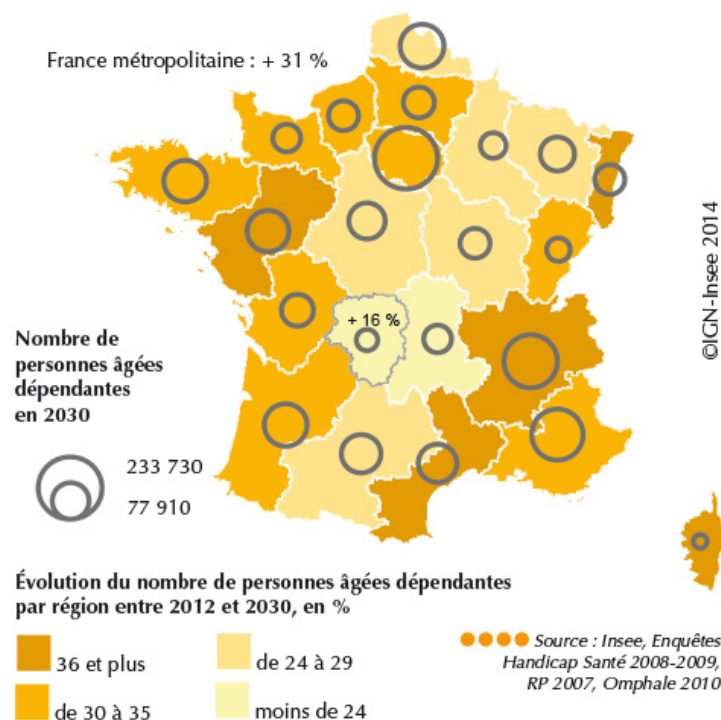 France métropolitaine : + 31 %
+ 16 %
©IGN-Insee 2014
Nombre de
personnes âgées
dépendantes
en 2030
233 730
77 910
Évolution du nombre de personnes âgées dépendantes
par région entre 2012 et 2030, en %
36 et plus
de 24 à 29
de 30 à 35
moins de 24
Source : Insee, Enquêtes
Handicap Santé 2008-2009,
RP 2007, Omphale 2010